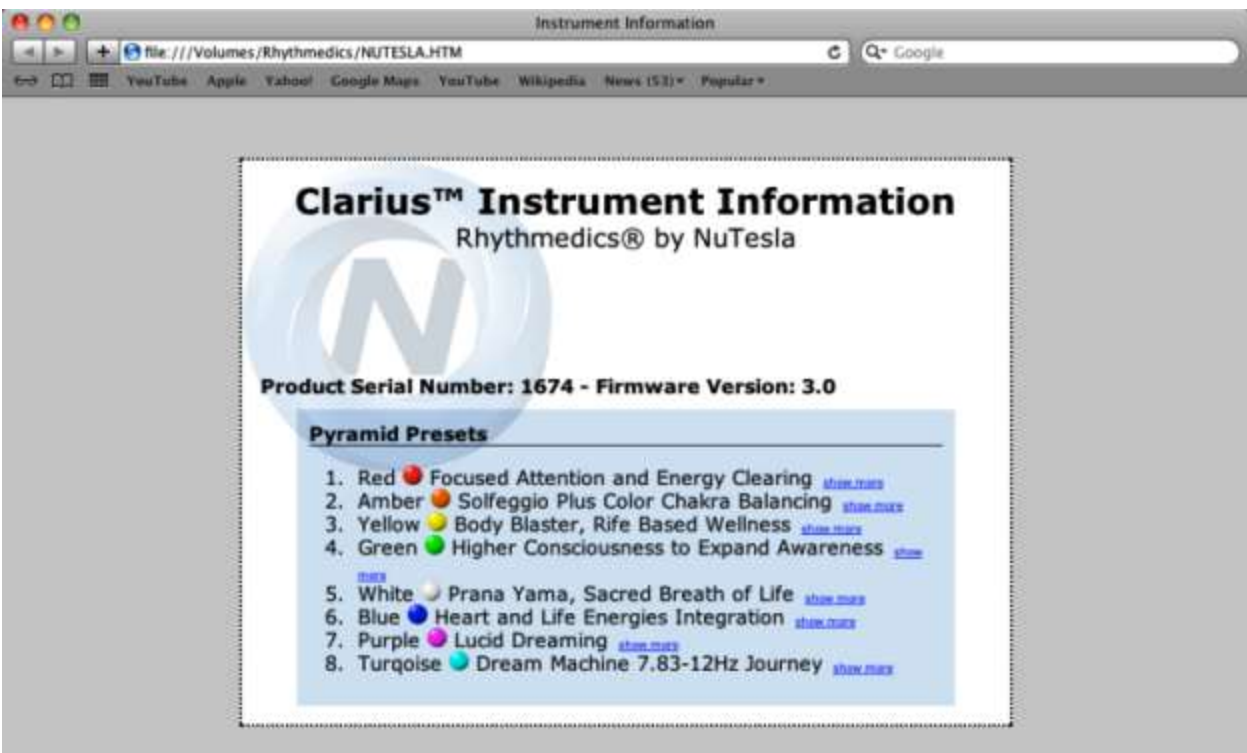 Instrument Information
file:///Volumes/Rhythmedics/NUTESLA.HTM
Google
YouTube Apple Yahoo! Google Maps YouTube Wikipedia News (53) Popular
Clarius™ Instrument Information
Rhythmedics® by NuTesla
N
Product Serial Number: 1674 - Firmware Version: 3.0
Pyramid Presets
1. Red Focused Attention and Energy Clearing show more
2. Amber Solfeggio Plus Color Chakra Balancing show more
3. Yellow Body Blaster, Rife Based Wellness show more
4. Green Higher Consciousness to Expand Awareness show
more
5. White Prana Yama, Sacred Breath of Life show more
6. Blue Heart and Life Energies Integration show more
7. Purple Lucid Dreaming show more
8. Turqoise Dream Machine 7.83-12Hz Journey show more